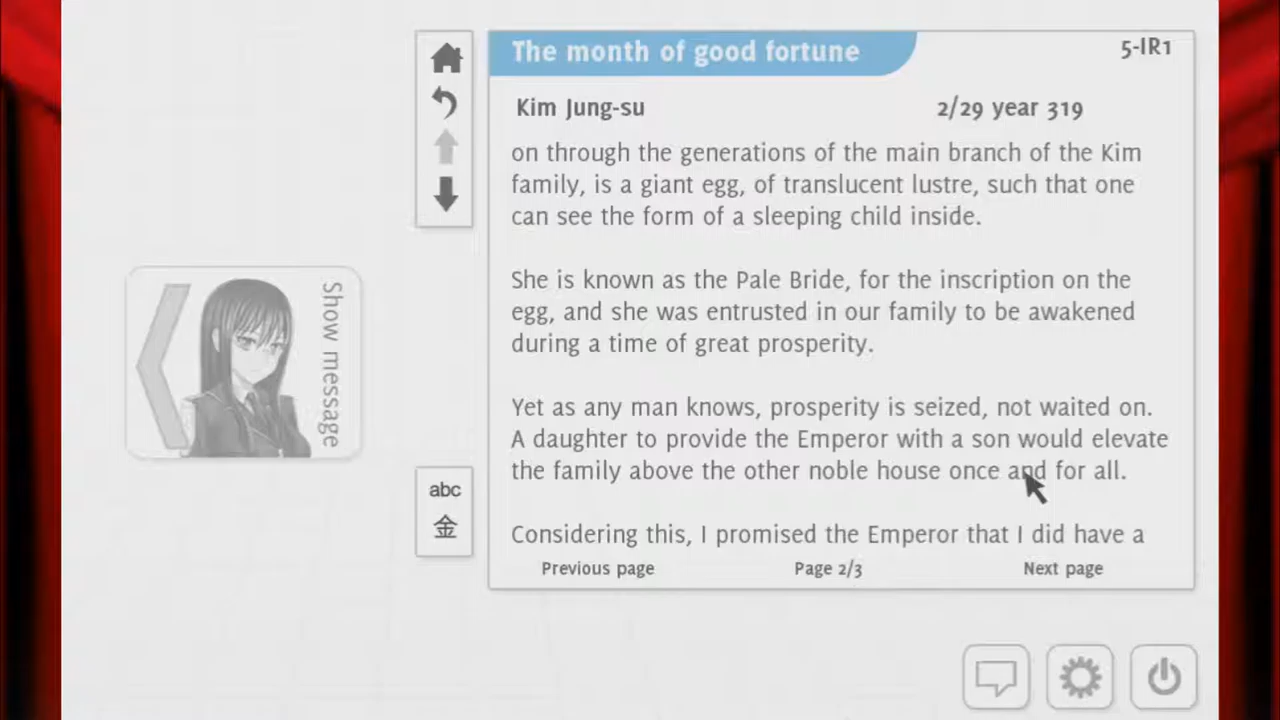 The month of good fortune
5-IR1
Kim Jung-su
2/29 year 319
on through the generations of the main branch of the Kim
family, is a giant egg, of translucent lustre, such that one
can see the form of a sleeping child inside.
She is known as the Pale Bride, for the inscription on the
egg, and she was entrusted in our family to be awakened
during a time of great prosperity.
Yet as any man knows, prosperity is seized, not waited on.
A daughter to provide the Emperor with a son would elevate
the family above the other noble house once and for all.
Considering this, I promised the Emperor that I did have a
Previous page
Page 2/3
Next page
Show message
abc
金